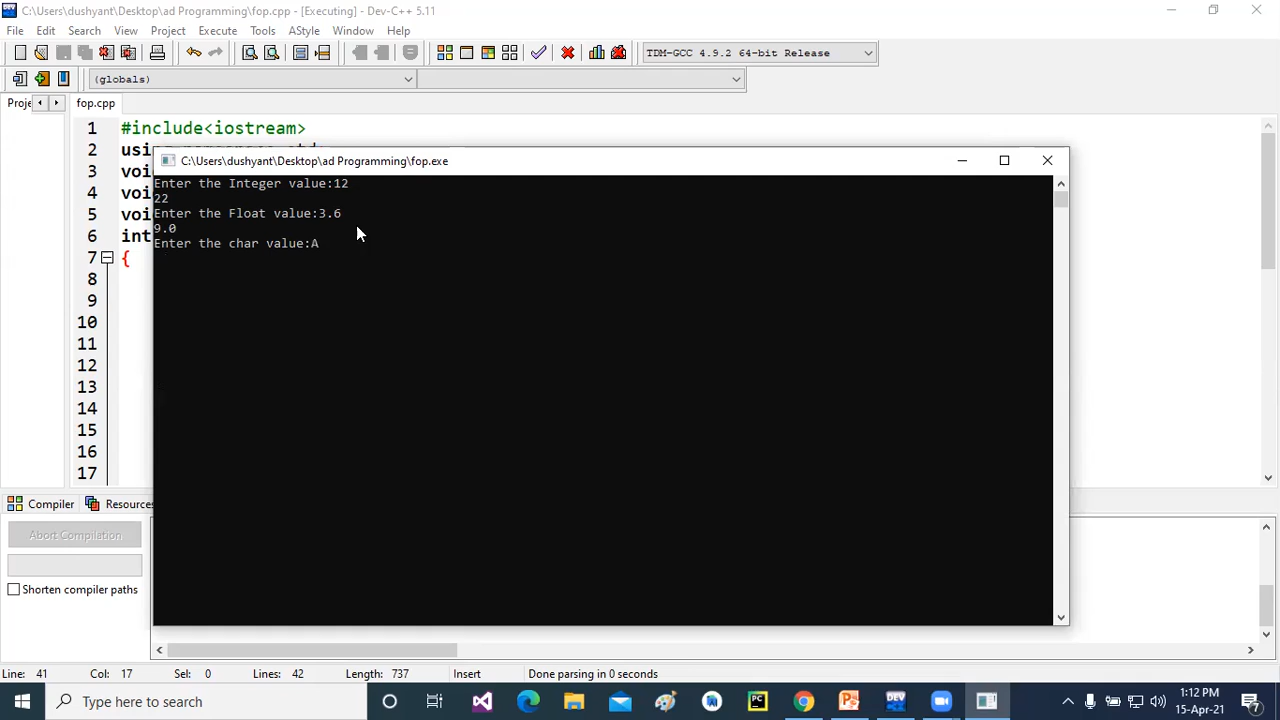 C:\Users\dushyant\Desktop\ad Programming\fop.cpp - [Executing] - Dev-C++ 5.11
File Edit Search View Project Execute Tools AStyle Window Help
TDM-GCC 4.9.2 64-bit Release
(globals)
Proje fop.cpp
1 #include<iostream>
2
3
4
5
6 int
7 {
8
9
10
11
12
13
14
15
16
17
C:\Users\dushyant\Desktop\ad Programming\fop.exe
Enter the Integer value:12
22
Enter the Float value:3.6
9.0
Enter the char value:A
Compiler Resources
Abort Compilation
Shorten compiler paths
Line: 41 Col: 17 Sel: 0 Lines: 42 Length: 737 Insert Done parsing in 0 seconds
Type here to search
1:12 PM
15-Apr-21
7